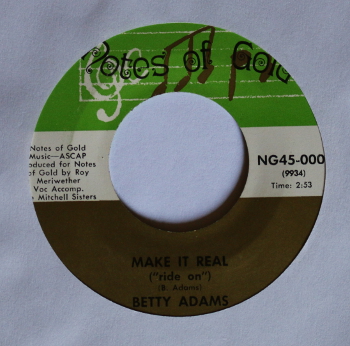 Notes of Gold
Notes of Gold
Music—ASCAP
oduced for Notes
of Gold by Roy
Meriwether
Vac Accomp.
Mitchell Sisters
NG45-000
(9934)
Time: 2:53
MAKE IT REAL
("ride on")
(B. Adams)
BETTY ADAMS